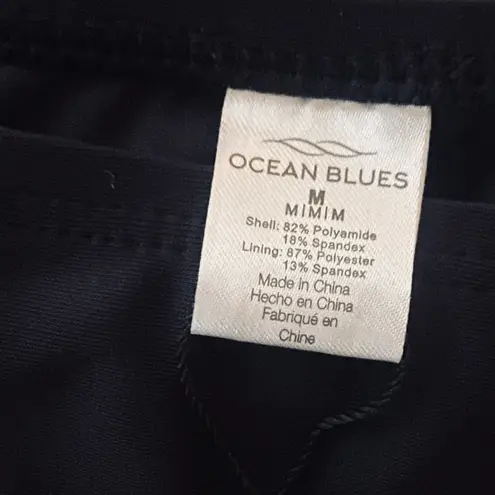 OCEAN BLUES
M
M|M|M
Shell: 82% Polyamide
18% Spandex
Lining: 87% Polyester
13% Spandex
Made in China
Hecho en China
Fabriqué en
Chine